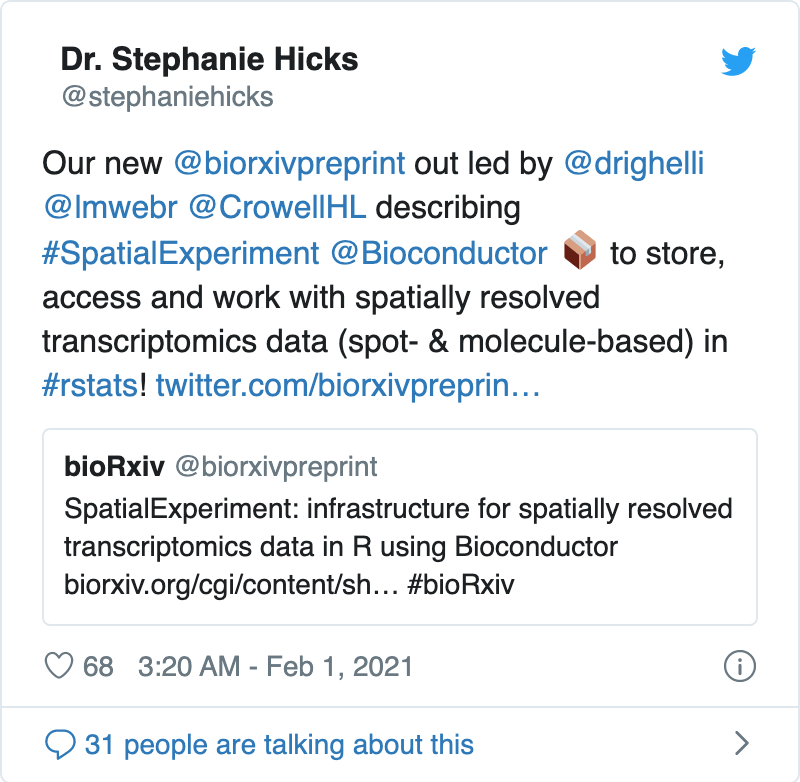 Dr. Stephanie Hicks
@stephaniehicks
Our new @biorxivpreprint out led by @drighelli
@lmwebr @CrowellHL describing
#SpatialExperiment @Bioconductor 📦 to store,
access and work with spatially resolved
transcriptomics data (spot- & molecule-based) in
#rstats! twitter.com/biorxivpreprin…
bioRxiv @biorxivpreprint
SpatialExperiment: infrastructure for spatially resolved
transcriptomics data in R using Bioconductor
biorxiv.org/cgi/content/sh… #bioRxiv
68 3:20 AM - Feb 1, 2021
31 people are talking about this